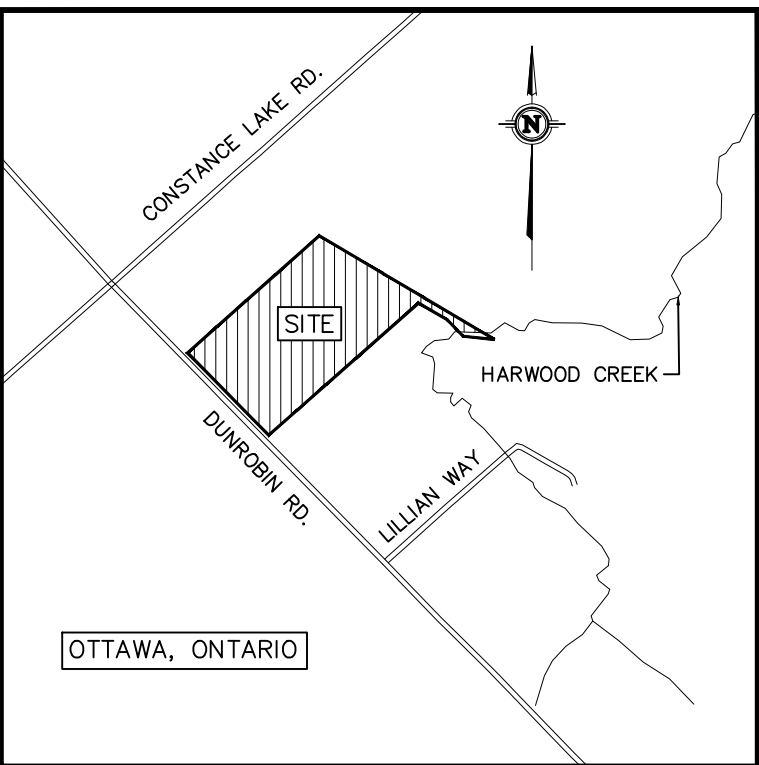 CONSTANCE LAKE RD.
N
SITE
HARWOOD CREEK
DUNROBIN RD.
LILLIAN WAY
OTTAWA, ONTARIO